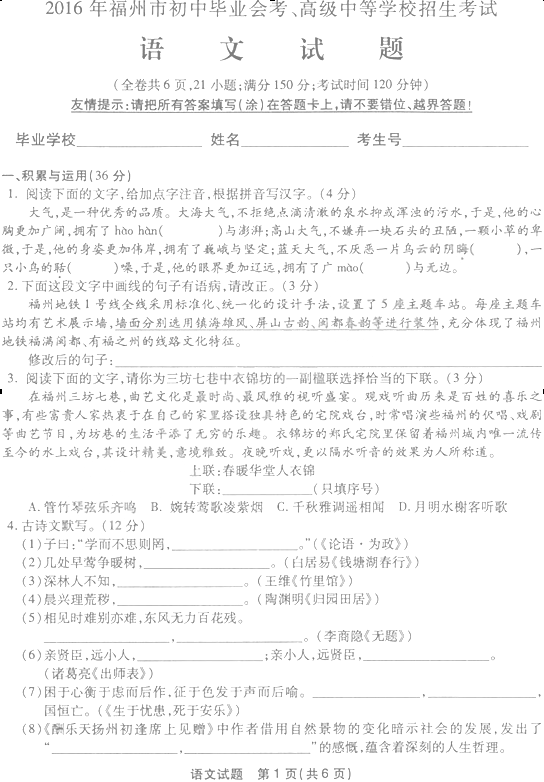 2016 年福州市初中毕业会考、高级中等学校招生考试
语 文 试 题
(全卷共 6 页,21 小题;满分 150 分;考试时间 120 分钟)
友情提示:请把所有答案填写(涂)在答题卡上,请不要错位、越界答题!
毕业学校____________ 姓名____________ 考生号____________
一、积累与运用(36 分)
1. 阅读下面的文字,给加点字注音,根据拼音写汉字。(4 分)
大气,是一种优秀的品质。大海大气,不拒绝点滴清澈的泉水抑或浑浊的污水,于是,他的心
胸更加广阔,拥有了 hào hàn( )与澎湃;高山大气,不嫌弃一块石头的丑陋,一颗小草的卑
微,于是,他的身姿更加伟岸,拥有了巍峨与坚定;蓝天大气,不厌恶一片乌云的阴晦( ),一
只小鸟的聒( )噪,于是,他的眼界更加辽远,拥有了广 mào( )与无边。
2. 下面这段文字中画线的句子有语病,请改正。(3 分)
福州地铁 1 号线全线采用标准化、统一化的设计手法,设置了 5 座主题车站。每座主题车
站均有艺术展示墙,墙面分别选用镇海雄风、屏山古韵、闽都春韵等进行装饰,充分体现了福州
地铁福满闽都、有福之州的线路文化特征。
修改后的句子:____________
3. 阅读下面的文字,请你为三坊七巷中衣锦坊的一副楹联选择恰当的下联。(3 分)
在福州三坊七巷,曲艺文化是最时尚、最风雅的视听盛宴。观戏听曲历来是百姓的喜乐之
事,有些富贵人家热衷于在自己的家里搭设独具特色的宅院戏台,时常唱演些福州的伬唱、戏剧
等曲艺节目,为坊巷的生活平添了无穷的乐趣。衣锦坊的郑氏宅院里保留着福州城内唯一流传
至今的水上戏台,其设计精美,意境雅致。夜晚听戏,更以隔水听音的效果为人所称道。
上联:春暖华堂人衣锦
下联:____________(只填序号)
A. 管竹琴弦乐齐鸣 B. 婉转莺歌凌紫烟 C. 千秋雅调遥相闻 D. 月明水榭客听歌
4. 古诗文默写。(12 分)
(1)子曰:“学而不思则罔,____________。”(《论语·为政》)
(2)几处早莺争暖树,____________。(白居易《钱塘湖春行》)
(3)深林人不知,____________。(王维《竹里馆》)
(4)晨兴理荒秽,____________。(陶渊明《归园田居》)
(5)相见时难别亦难,东风无力百花残。
____________,____________。(李商隐《无题》)
(6)亲贤臣,远小人,____________;亲小人,远贤臣,____________。
(诸葛亮《出师表》)
(7)困于心衡于虑而后作,征于色发于声而后喻。____________,____________,
国恒亡。(《生于忧患,死于安乐》)
(8)《酬乐天扬州初逢席上见赠》中作者借用自然景物的变化暗示社会的发展,发出了
“____________,____________”的感慨,蕴含着深刻的人生哲理。
语文试题 第 1 页(共 6 页)